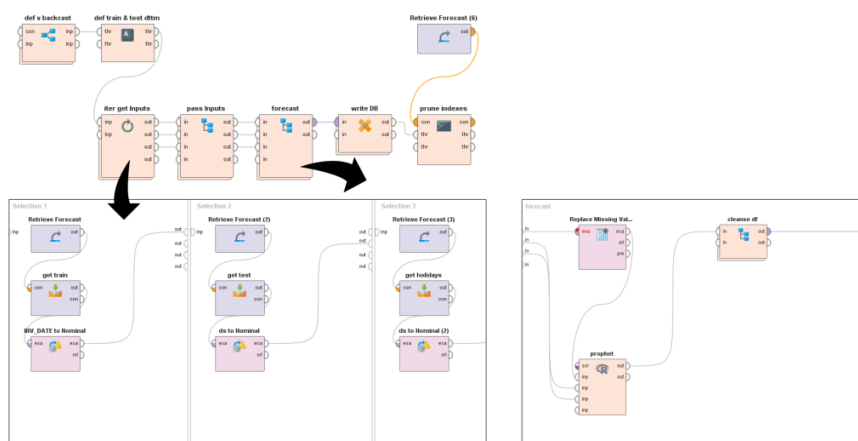 def v backcast
def train & test dttm
Retrieve Forecast (6)
con
inp
inp
inp
thr
thr
thr
thr
out
iter get Inputs
pass Inputs
forecast
write DB
prune indexes
inp
inp
out
out
out
out
in
in
in
in
out
out
out
in
in
in
in
out
out
out
in
in
out
out
con
thr
thr
con
thr
thr
Selection 1
Selection 2
Selection 3
forecast
Retrieve Forecast
Retrieve Forecast (2)
Retrieve Forecast (3)
Replace Missing Val...
cleanse df
inp
out
out
out
out
out
inp
out
out
out
out
out
inp
out
in
in
in
in
exa
exa
ori
pre
in
in
out
out
get train
get test
get holidays
con
out
con
con
out
con
con
out
con
INV_DATE to Nominal
ds to Nominal
ds to Nominal (2)
exa
exa
ori
exa
exa
ori
exa
exa
ori
prophet
scr
inp
inp
inp
inp
out
out